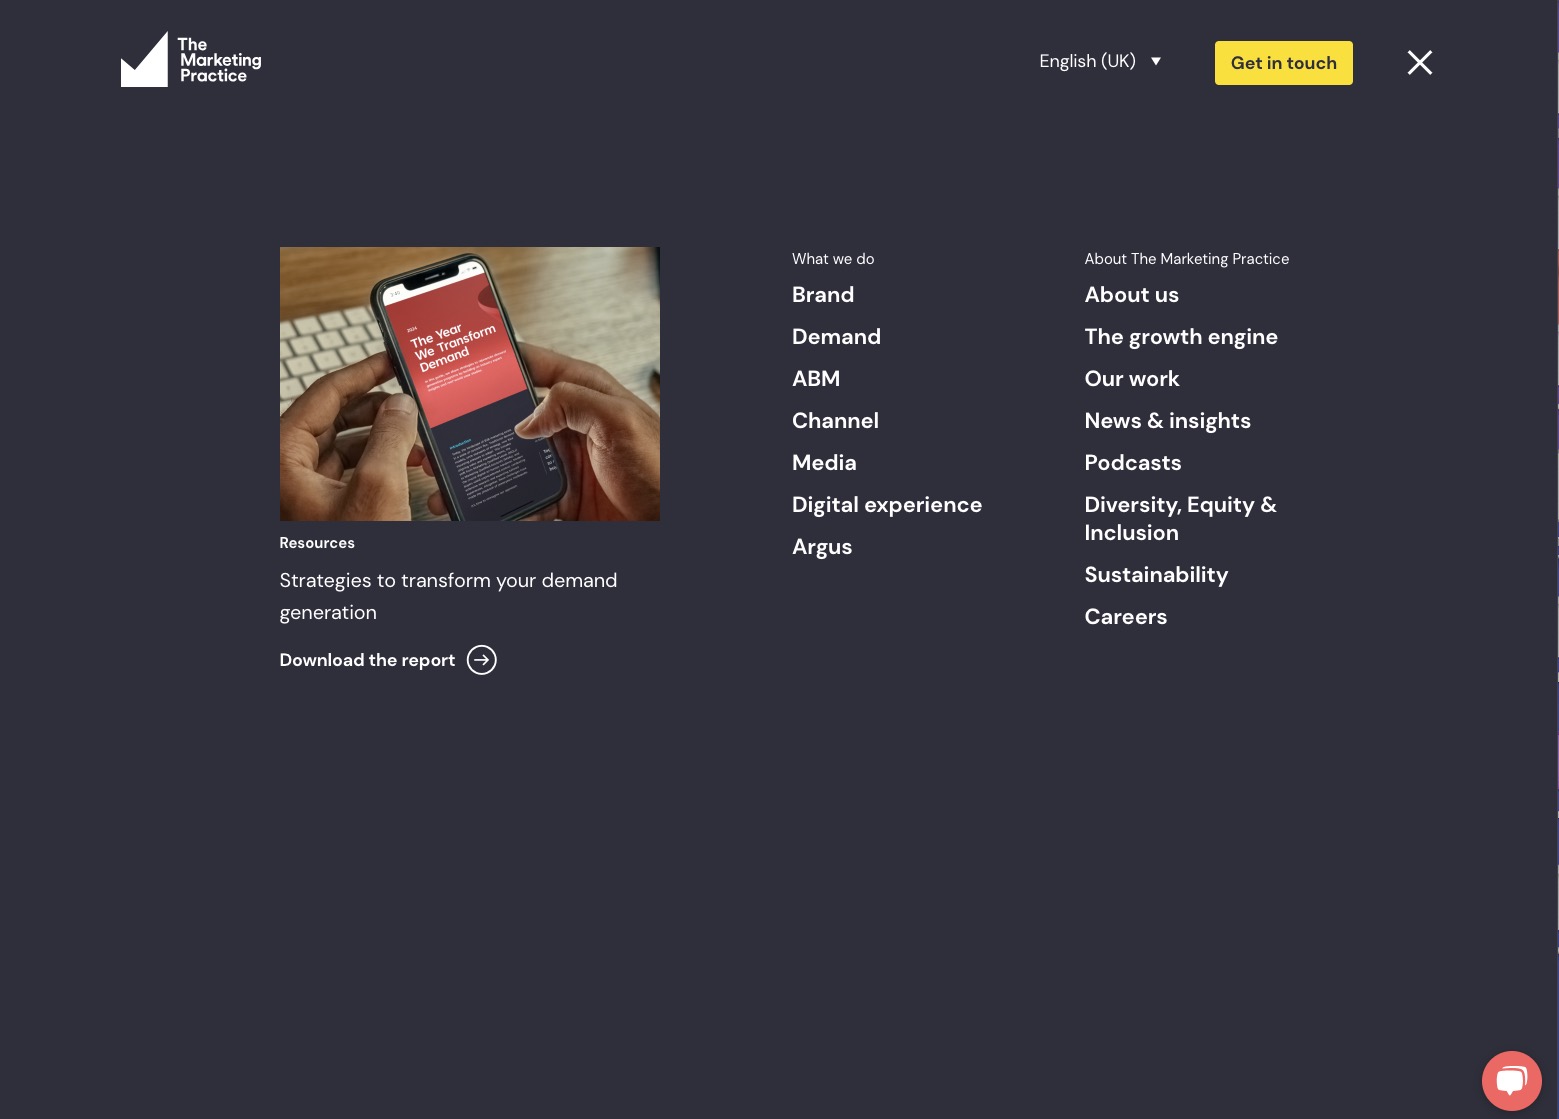 The
Marketing
Practice
English (UK)
Get in touch
2024
The Year
We Transform
Demand
Introduction
Resources
Strategies to transform your demand
generation
Download the report
What we do
Brand
Demand
ABM
Channel
Media
Digital experience
Argus
About The Marketing Practice
About us
The growth engine
Our work
News & insights
Podcasts
Diversity, Equity &
Inclusion
Sustainability
Careers